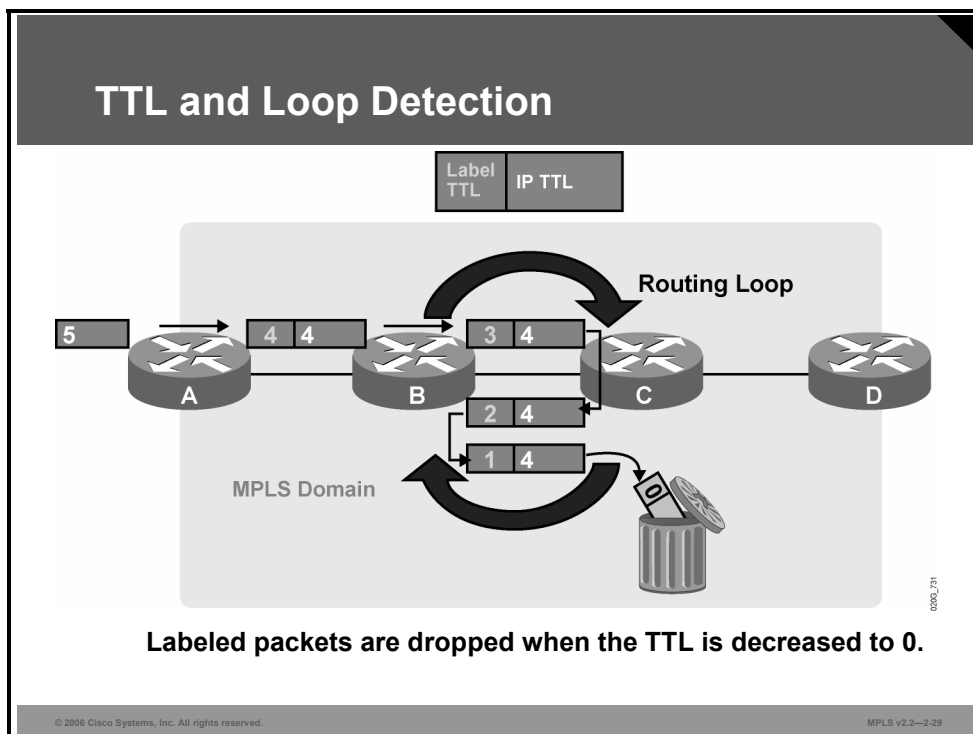 TTL and Loop Detection
Label TTL
IP TTL
Routing Loop
5
4 4
3 4
A
B
C
D
2 4
1 4
MPLS Domain
0
020G_731
Labeled packets are dropped when the TTL is decreased to 0.
© 2006 Cisco Systems, Inc. All rights reserved.
MPLS v2.2—2-29